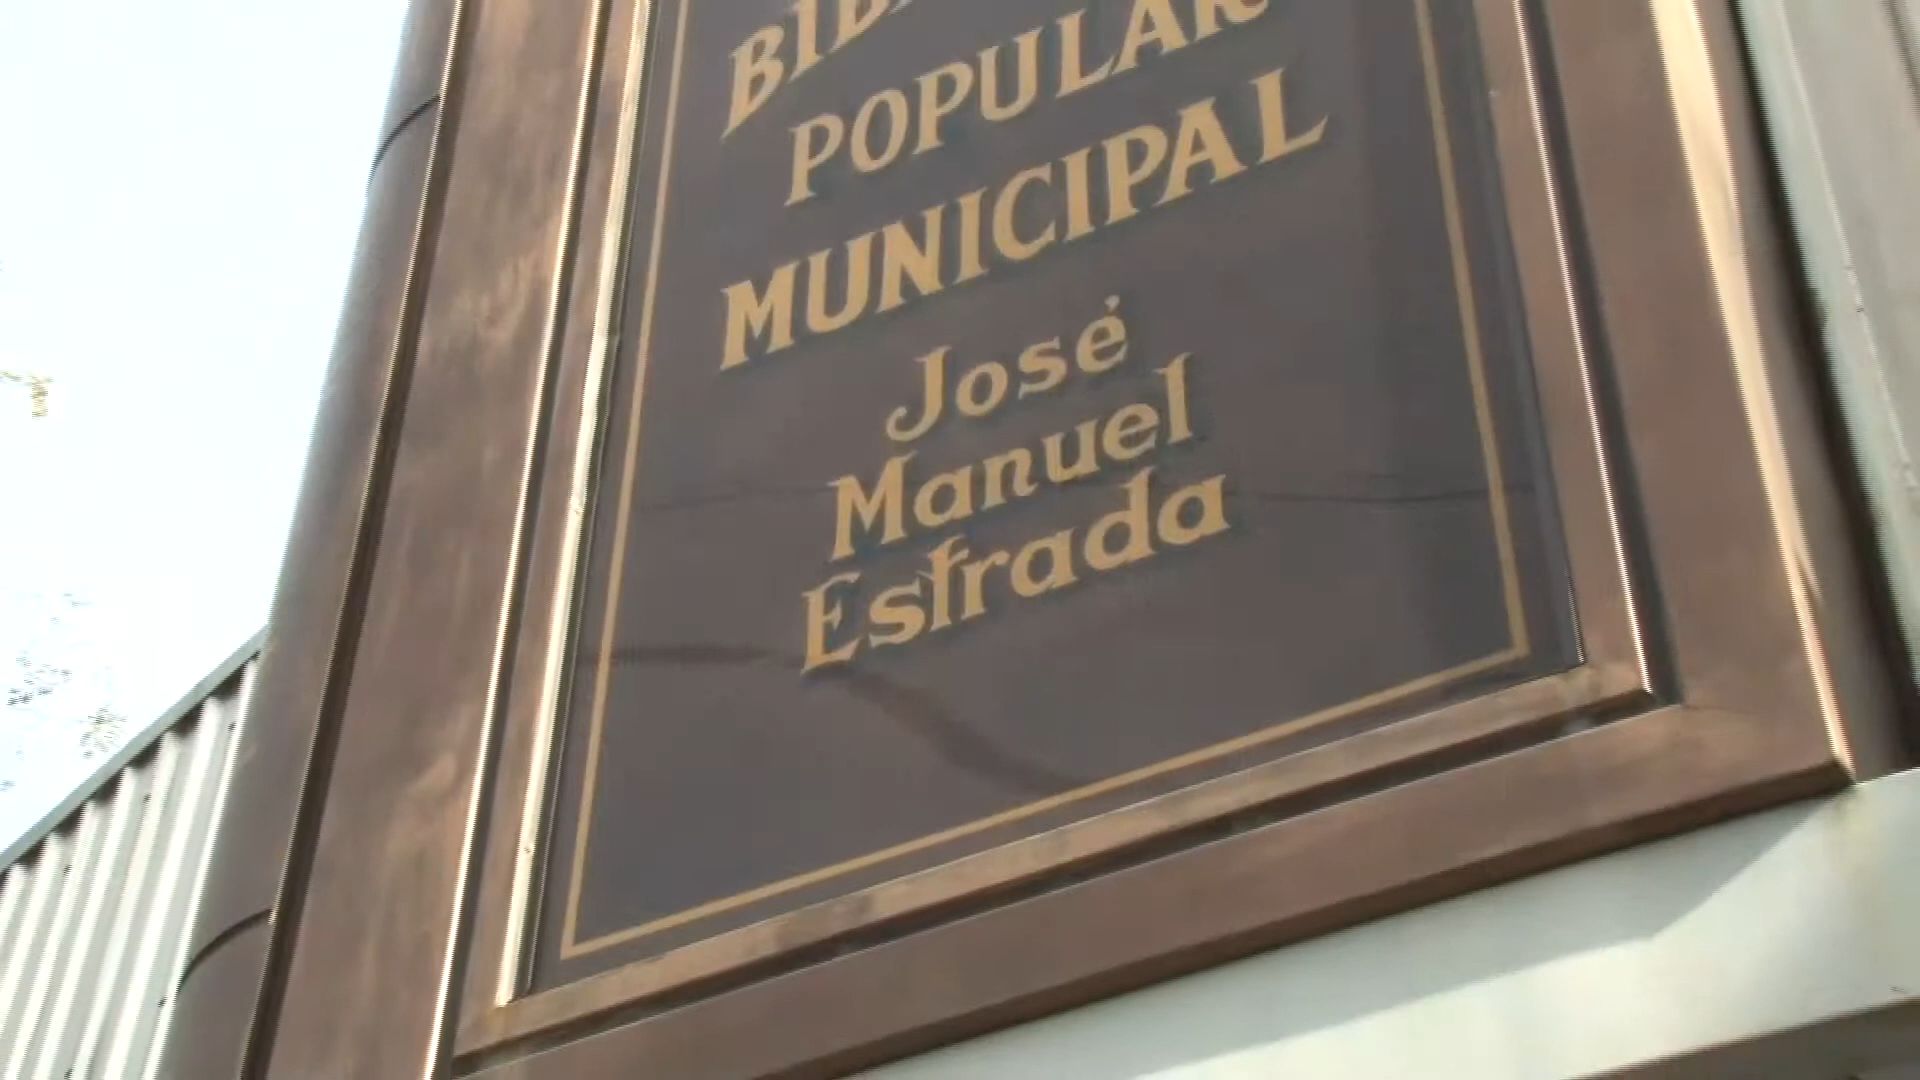 POPULAR
MUNICIPAL
José
Manuel
Estrada